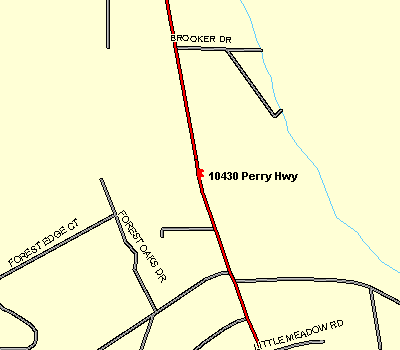 BROOKER DR
10430 Perry Hwy
FOREST EDGE CT
FOREST OAKS DR
LITTLE MEADOW RD